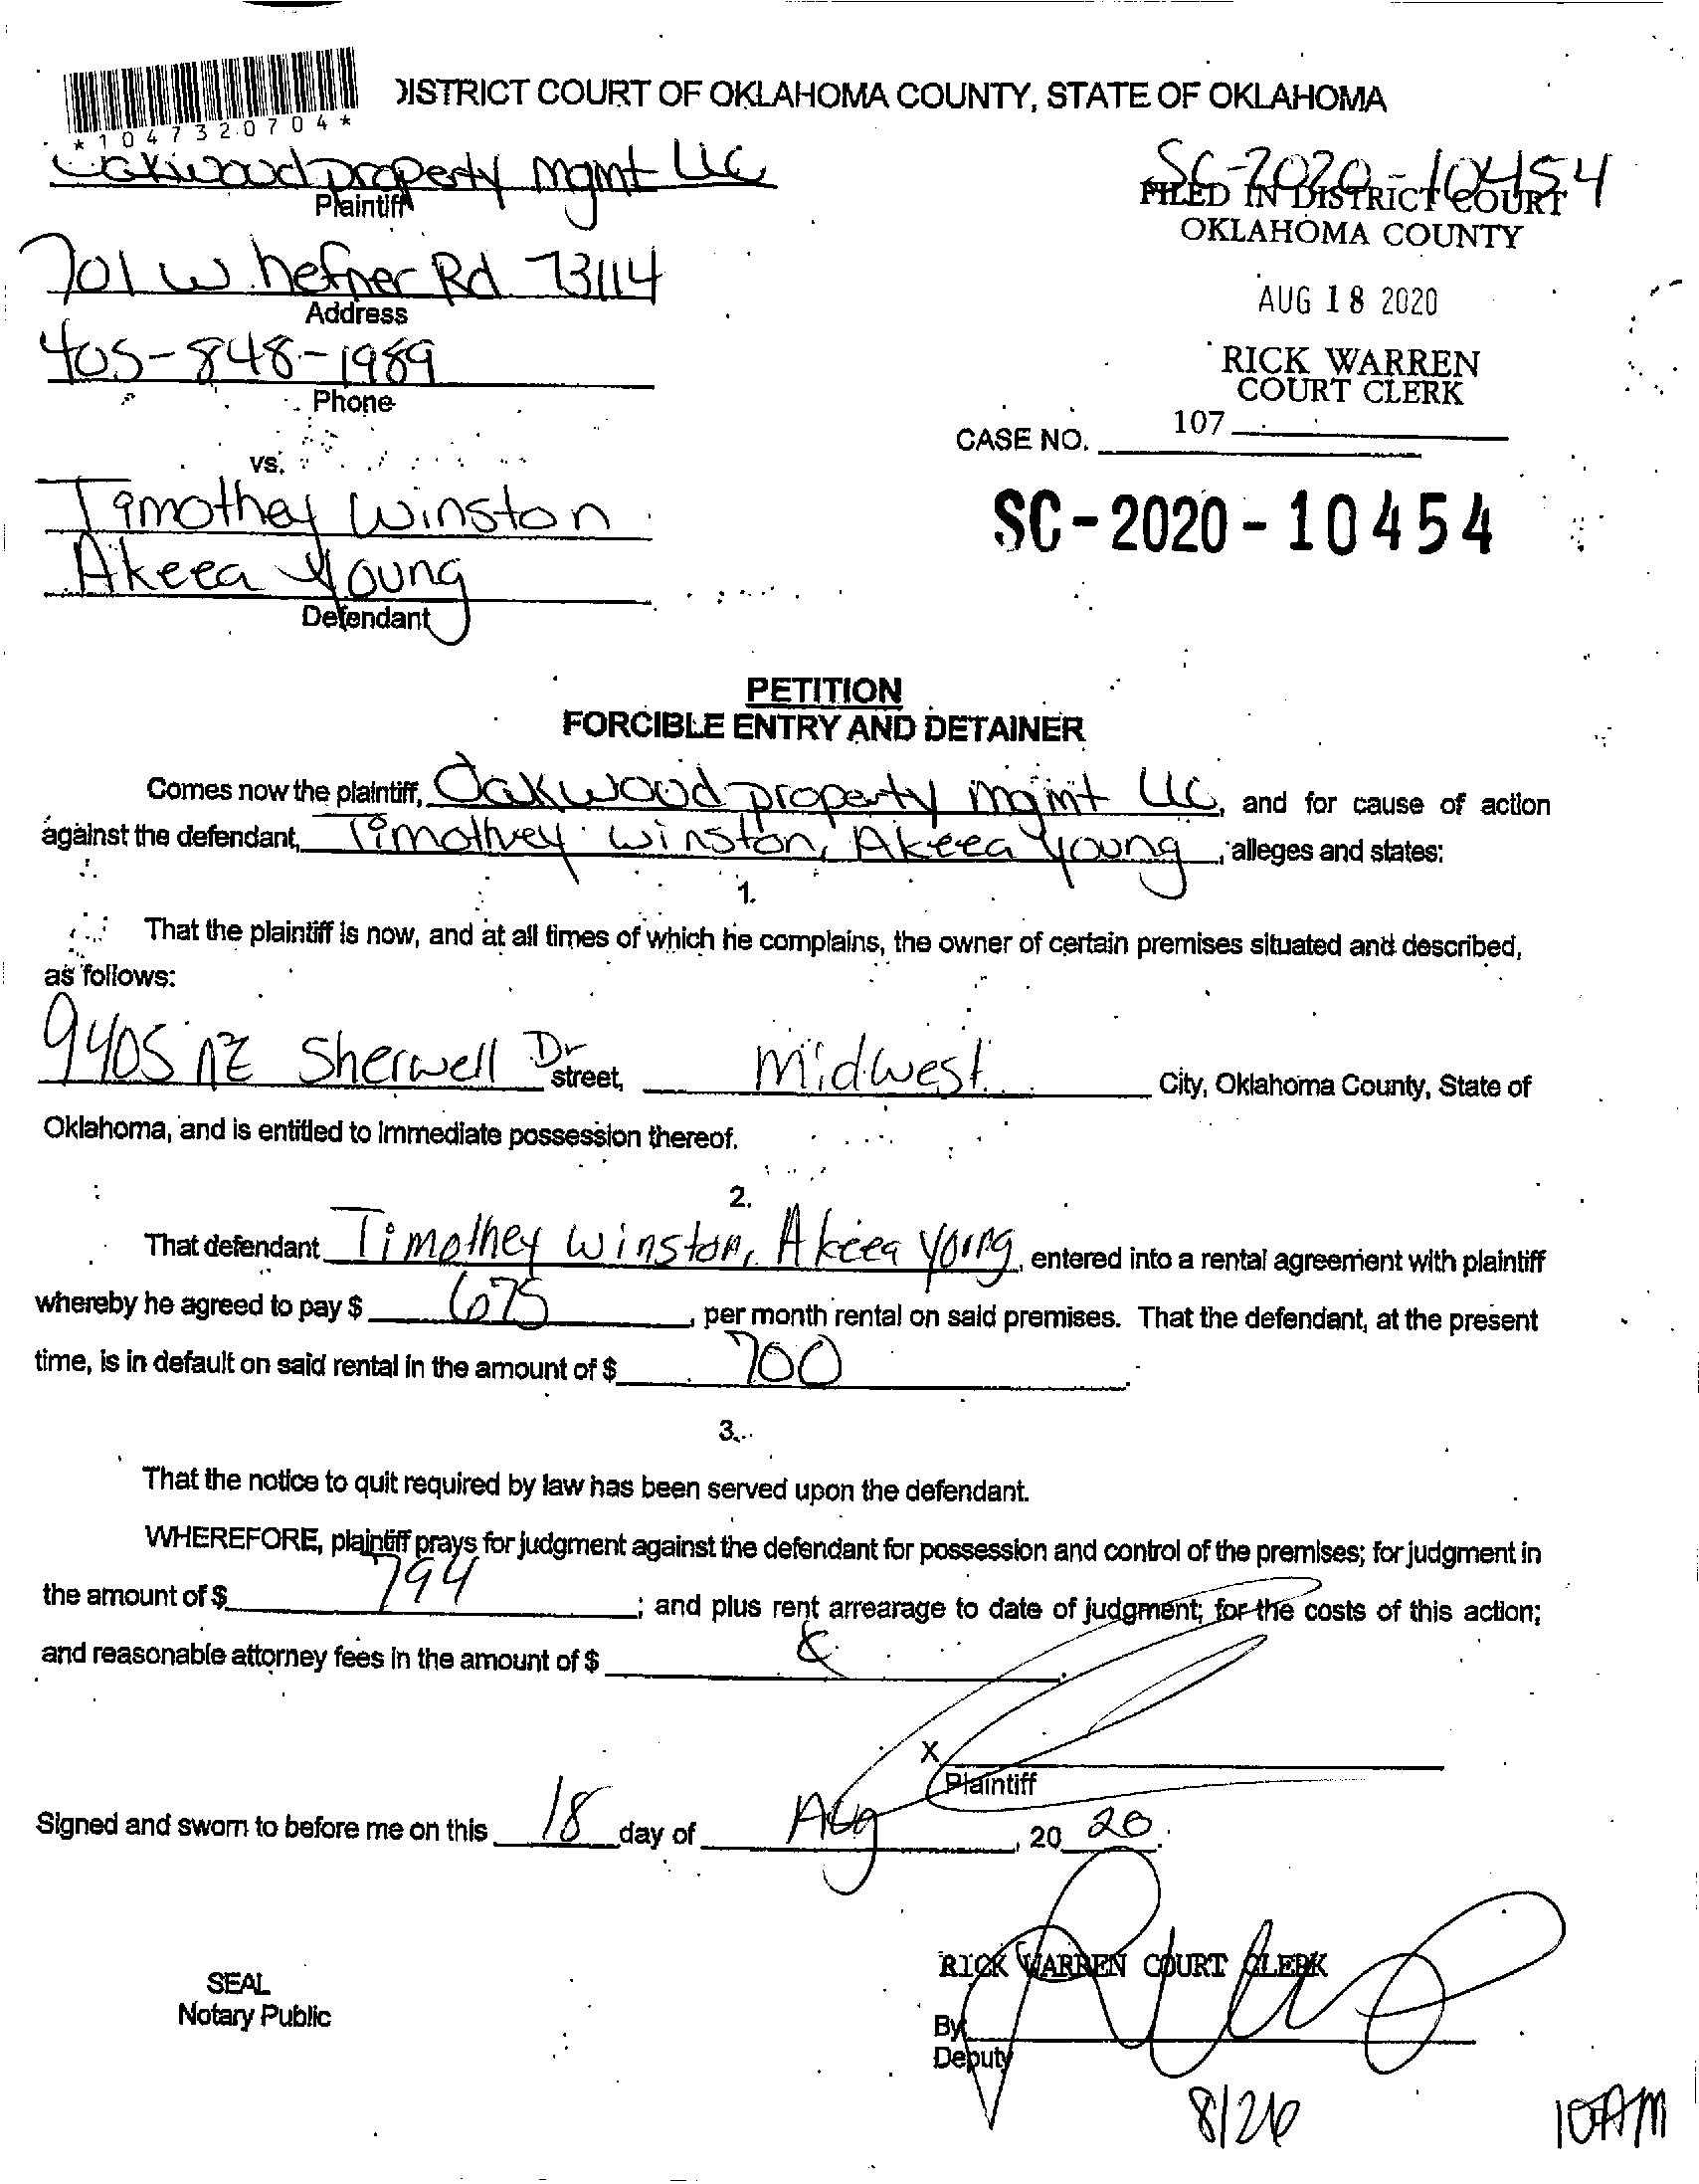 DISTRICT COURT OF OKLAHOMA COUNTY, STATE OF OKLAHOMA
*1047320704*
Oakwood property mgmt LLC
Plaintiff
SC-2020-10454
FILED IN DISTRICT COURT
OKLAHOMA COUNTY
701 W. hefner Rd 73114
Address
AUG 18 2020
405-848-1989
Phone
RICK WARREN
COURT CLERK
107
CASE NO.
vs.
Timothey Winston
SC-2020-10454
Akeea Young
Defendant
PETITION
FORCIBLE ENTRY AND DETAINER
Comes now the plaintiff, Oakwood property mgmt LLC, and for cause of action
against the defendant, Timothey Winston, Akeea Young, alleges and states:
1.
That the plaintiff is now, and at all times of which he complains, the owner of certain premises situated and described,
as follows:
9405 NE Sherwell Dr street, Midwest City, Oklahoma County, State of
Oklahoma, and is entitled to immediate possession thereof.
2.
That defendant Timothey Winston, Akeea Young, entered into a rental agreement with plaintiff
whereby he agreed to pay $ 675, per month rental on said premises. That the defendant, at the present
time, is in default on said rental in the amount of $ 700.
3.
That the notice to quit required by law has been served upon the defendant.
WHEREFORE, plaintiff prays for judgment against the defendant for possession and control of the premises; for judgment in
the amount of $ 794; and plus rent arrearage to date of judgment; for the costs of this action;
and reasonable attorney fees in the amount of $
X
Plaintiff
Signed and sworn to before me on this 18 day of Aug, 20 20.
RICK WARREN COURT CLERK
SEAL
Notary Public
By
Deputy
8/26 10AM